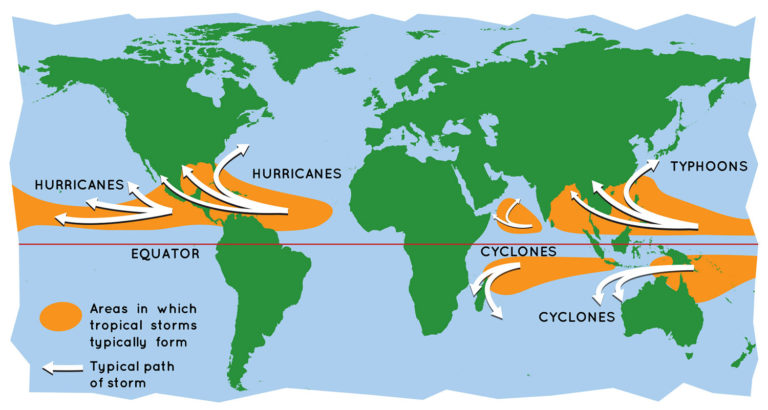 TYPHOONS
HURRICANES
HURRICANES
EQUATOR
CYCLONES
CYCLONES
Areas in which
tropical storms
typically form
Typical path
of storm